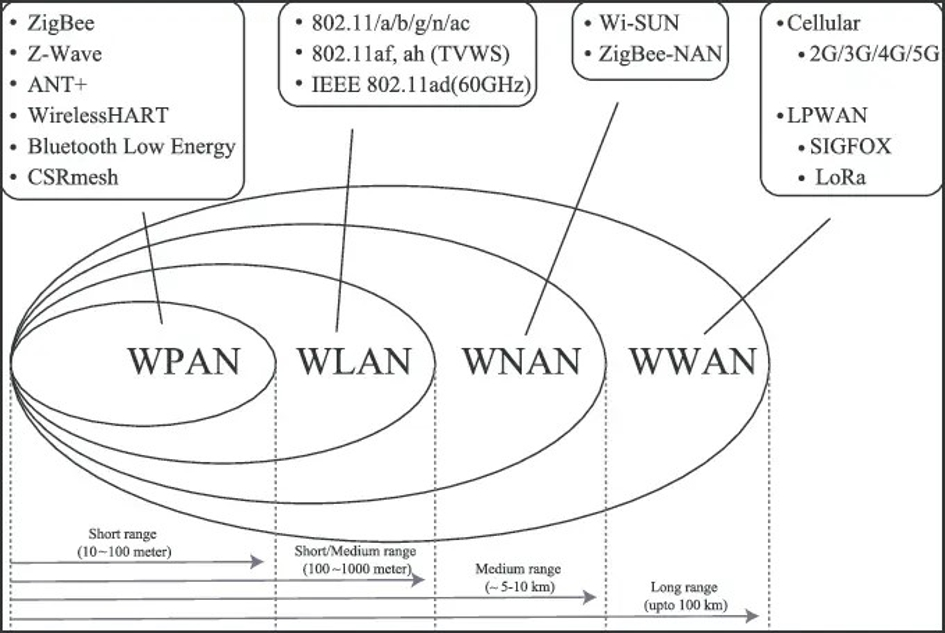 • ZigBee
• Z-Wave
• ANT+
• WirelessHART
• Bluetooth Low Energy
• CSRmesh
• 802.11/a/b/g/n/ac
• 802.11af, ah (TVWS)
• IEEE 802.11ad(60GHz)
• Wi-SUN
• ZigBee-NAN
• Cellular
• 2G/3G/4G/5G
• LPWAN
• SIGFOX
• LoRa
WPAN
WLAN
WNAN
WWAN
Short range
(10~100 meter)
Short/Medium range
(100~1000 meter)
Medium range
(~5-10 km)
Long range
(upto 100 km)